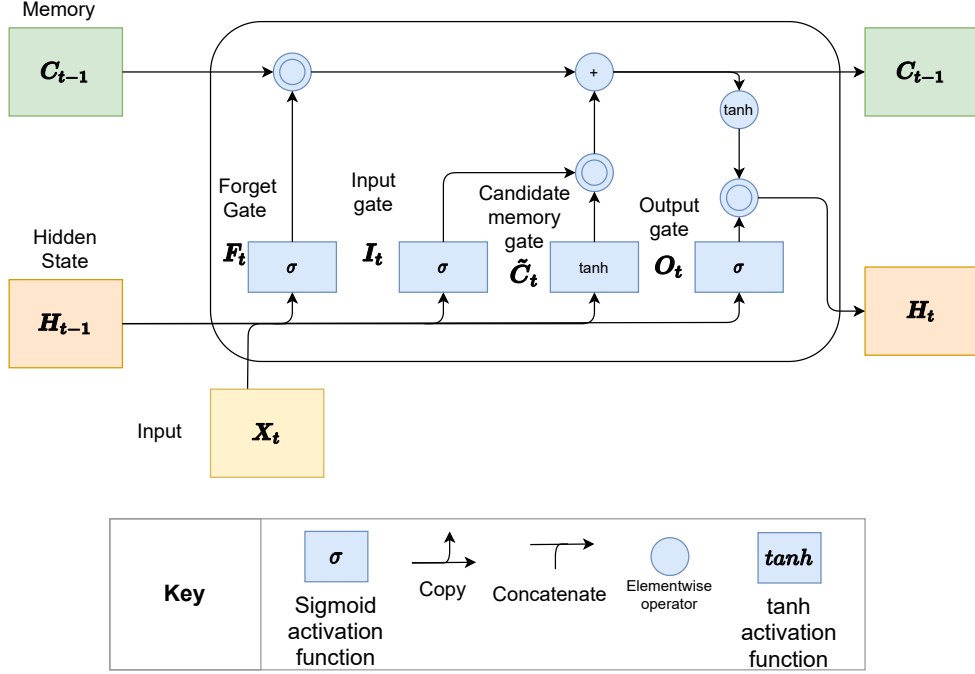 Memory
C_{t−1}
+
C_{t−1}
tanh
Forget
Gate
Input
gate
Candidate
memory
gate
Output
gate
Hidden
State
F_t
σ
I_t
σ
C̃_t
tanh
O_t
σ
H_{t−1}
H_t
Input
X_t
Key
σ
Sigmoid
activation
function
Copy
Concatenate
Elementwise
operator
tanh
tanh
activation
function